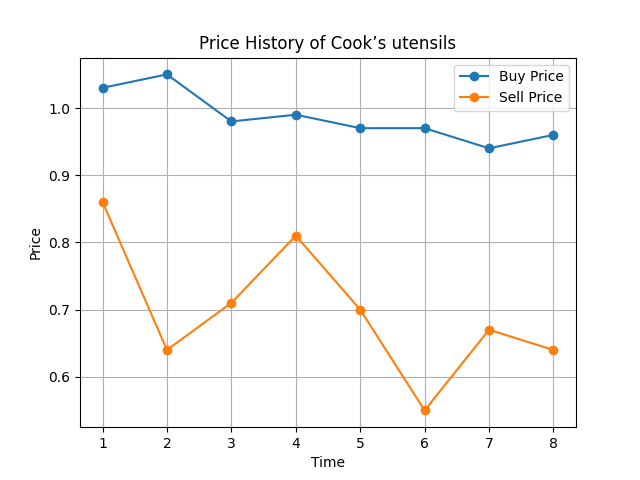 Price History of Cook’s utensils
Buy Price
Sell Price
1.0
0.9
0.8
0.7
0.6
Price
1 2 3 4 5 6 7 8
Time